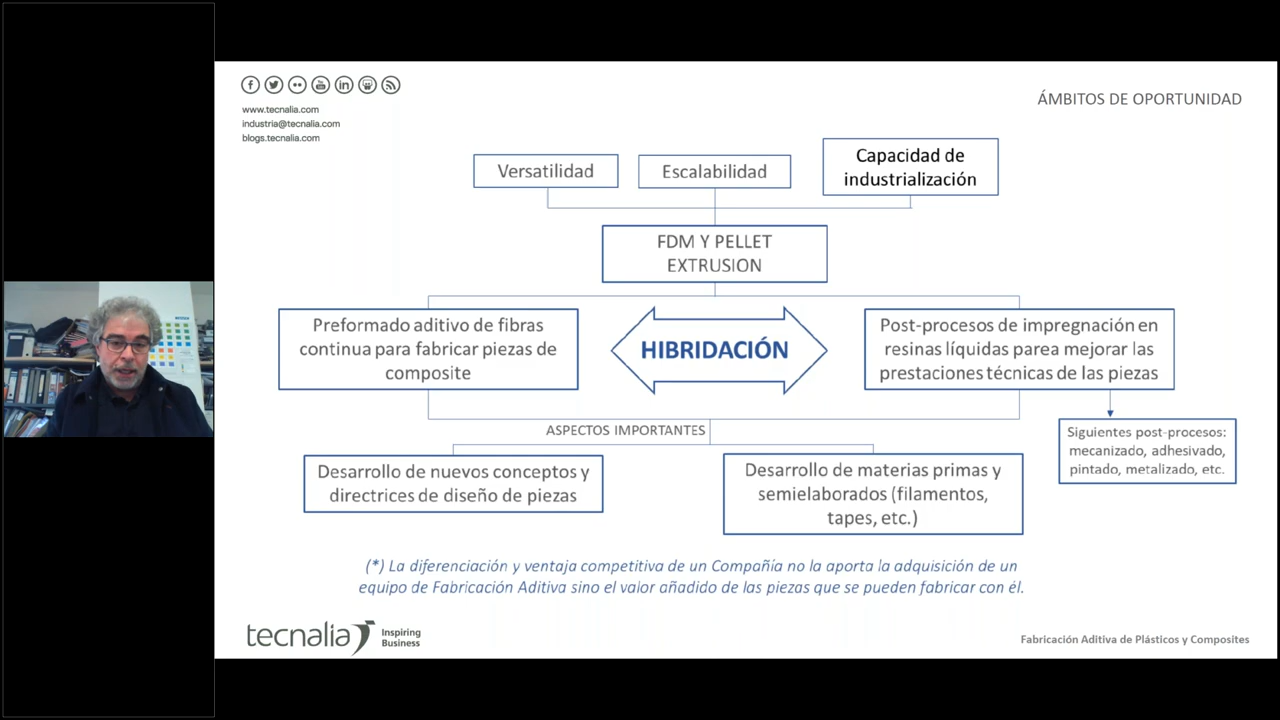 www.tecnalia.com
industria@tecnalia.com
blogs.tecnalia.com
ÁMBITOS DE OPORTUNIDAD
Versatilidad
Escalabilidad
Capacidad de
industrialización
FDM Y PELLET
EXTRUSION
Preformado aditivo de fibras
continua para fabricar piezas de
composite
HIBRIDACIÓN
Post-procesos de impregnación en
resinas líquidas parea mejorar las
prestaciones técnicas de las piezas
ASPECTOS IMPORTANTES
Siguientes post-procesos:
mecanizado, adhesivado,
pintado, metalizado, etc.
Desarrollo de nuevos conceptos y
directrices de diseño de piezas
Desarrollo de materias primas y
semielaborados (filamentos,
tapes, etc.)
(*) La diferenciación y ventaja competitiva de un Compañía no la aporta la adquisición de un
equipo de Fabricación Aditiva sino el valor añadido de las piezas que se pueden fabricar con él.
tecnalia
Inspiring
Business
Fabricación Aditiva de Plásticos y Composites